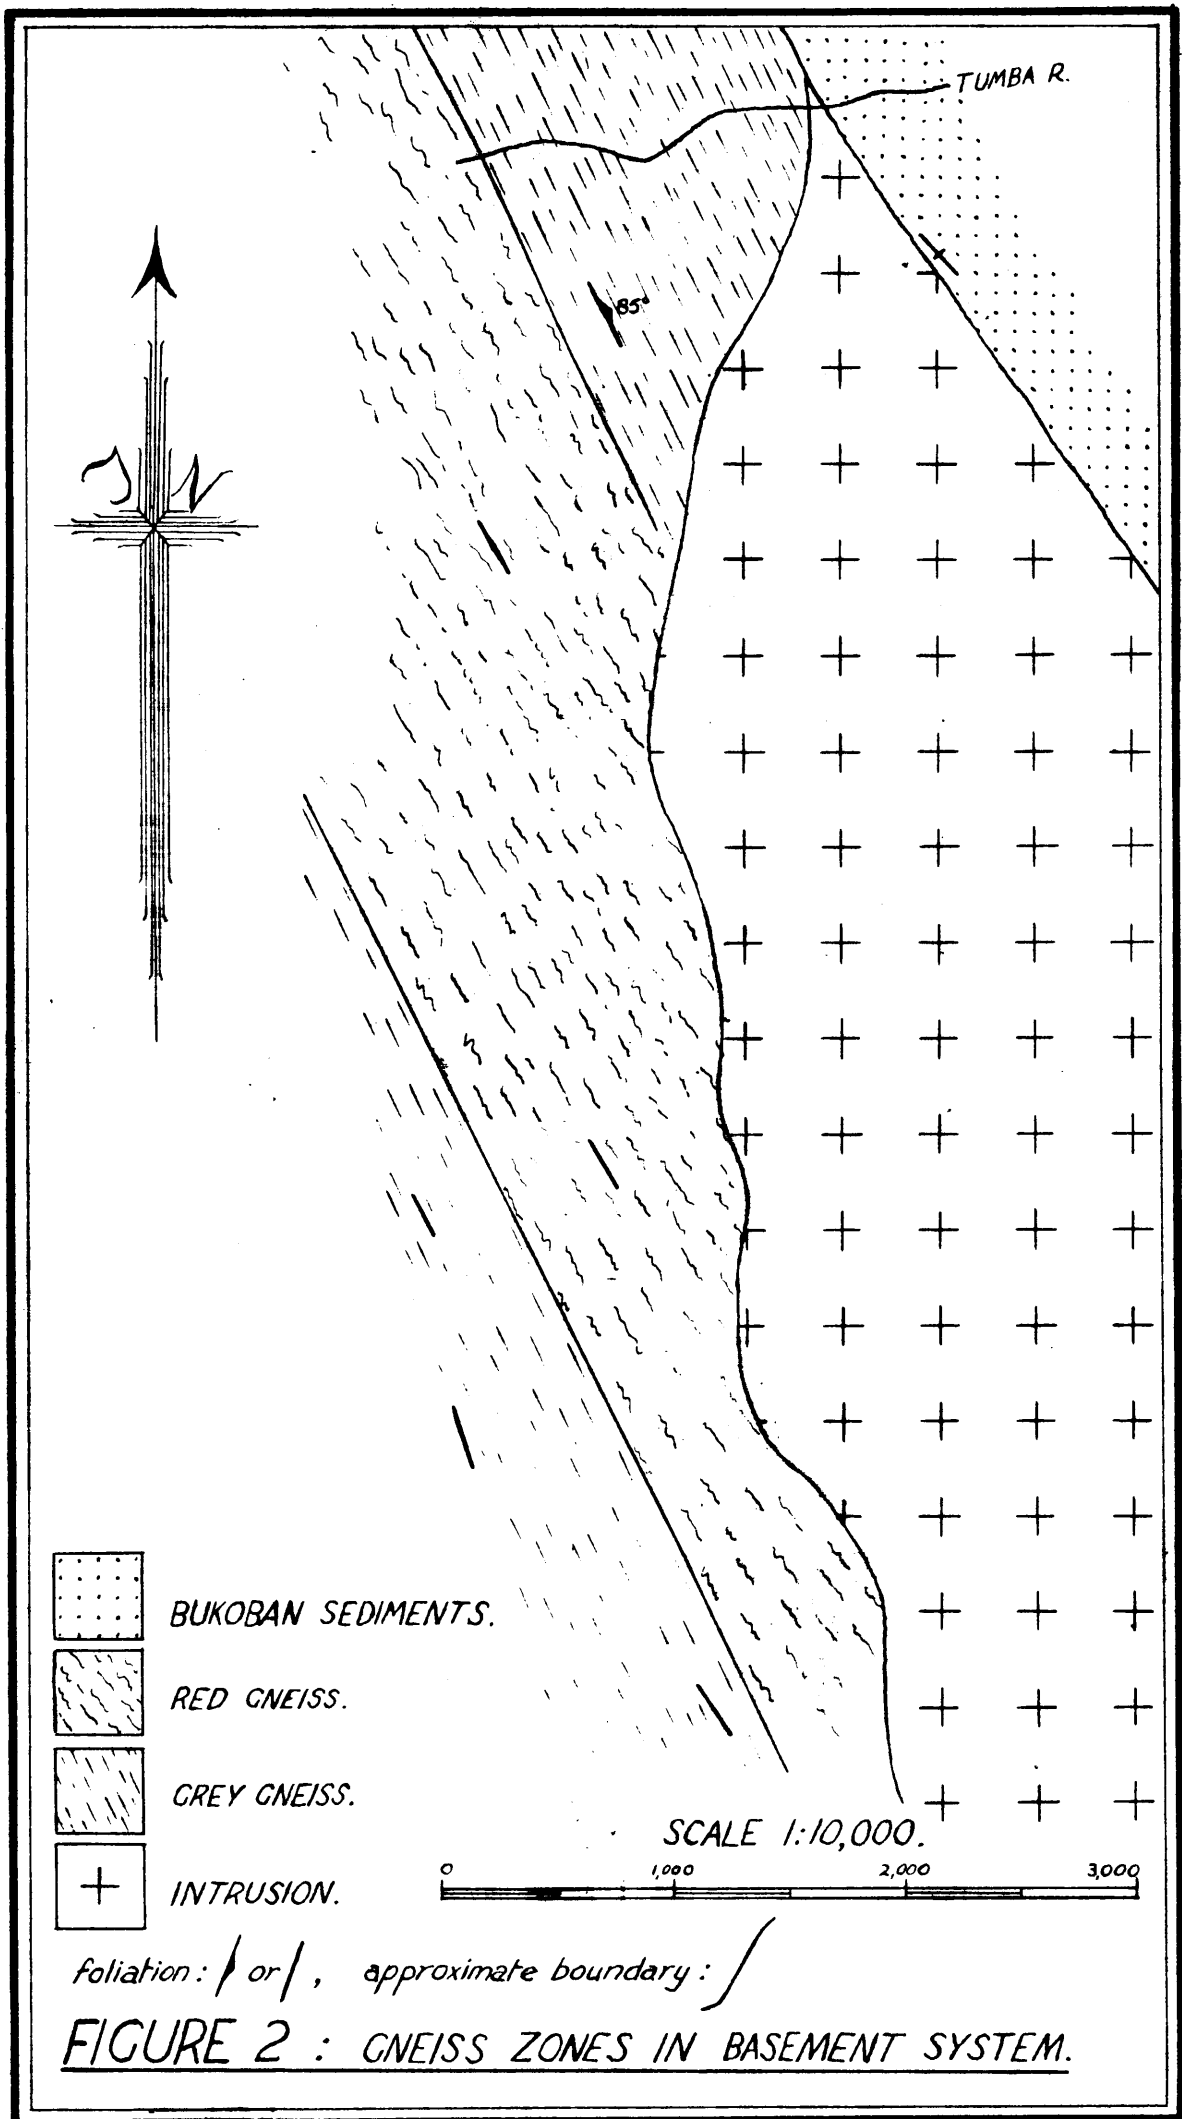 TUMBA R.
85°
N
BUKOBAN SEDIMENTS.
RED GNEISS.
GREY GNEISS.
INTRUSION.
SCALE 1:10,000.
0 1,000 2,000 3,000
foliation: or , approximate boundary:
FIGURE 2 : GNEISS ZONES IN BASEMENT SYSTEM.